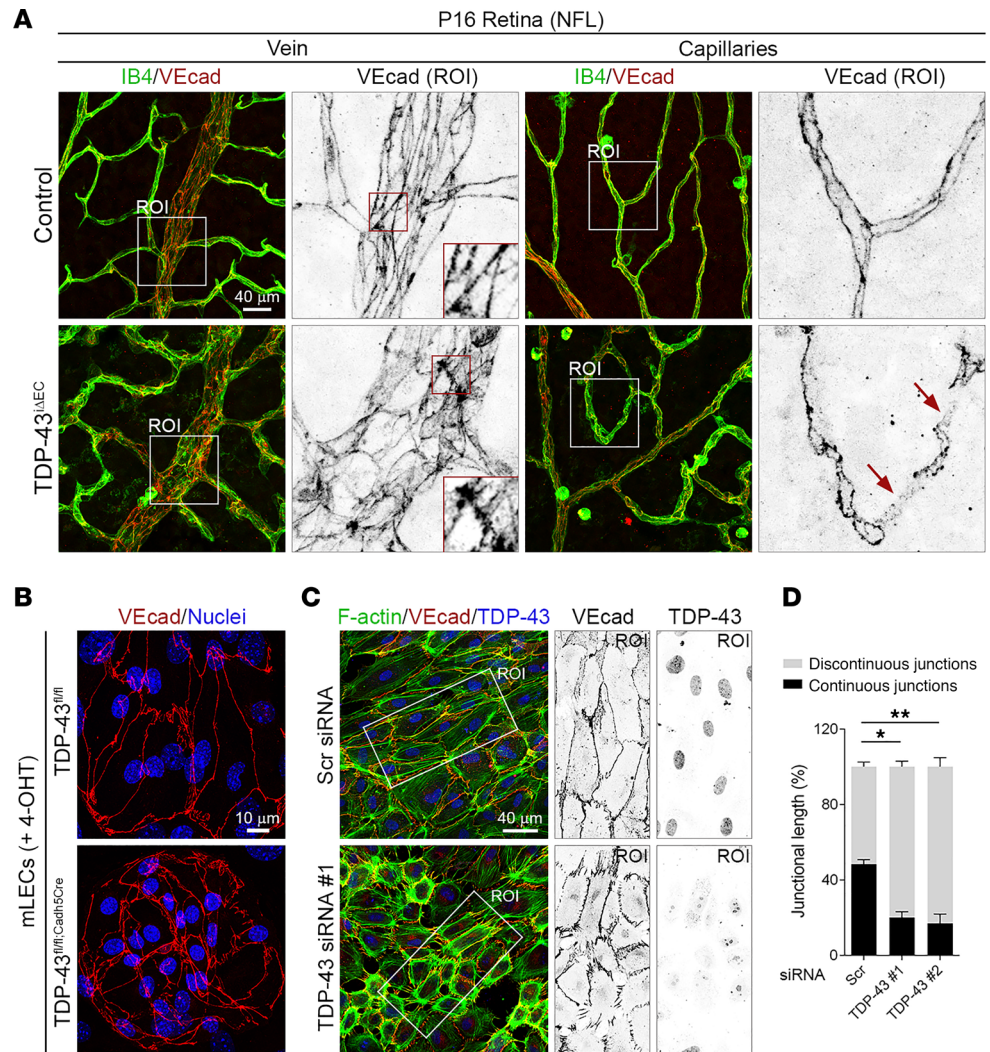 A
P16 Retina (NFL)
Vein
Capillaries
IB4/VEcad
VEcad (ROI)
IB4/VEcad
VEcad (ROI)
Control
ROI
40 μm
ROI
TDP-43iΔEC
ROI
ROI
B
VEcad/Nuclei
mLECs (+ 4-OHT)
TDP-43fl/fl
10 μm
TDP-43fl/fl;Cadh5Cre
C
F-actin/VEcad/TDP-43
VEcad
TDP-43
Scr siRNA
ROI
40 μm
ROI
ROI
TDP-43 siRNA #1
ROI
ROI
ROI
D
Discontinuous junctions
Continuous junctions
**
*
Junctional length (%)
120
80
40
0
siRNA
Scr
TDP-43 #1
TDP-43 #2